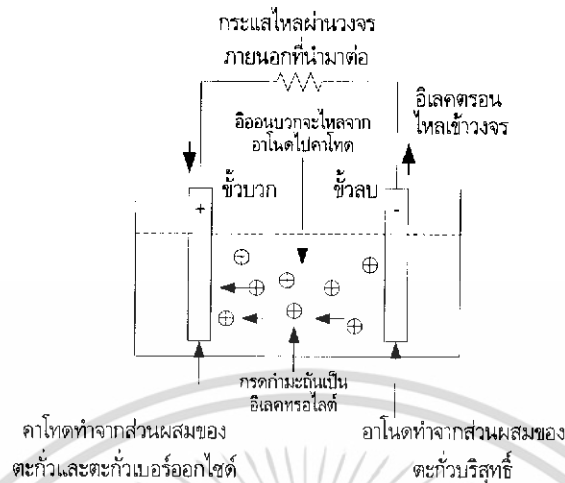 กระแสไหลผ่านวงจร
ภายนอกที่นำมาต่อ
อิเลคตรอน
ไหลเข้าวงจร
อิออนบวกจะไหลจาก
อาโนดไปคาโทด
ขั้วบวก
ขั้วลบ
+
-
กรดกำมะถันเป็น
อิเลคทรอไลต์
คาโทดทำจากส่วนผสมของ
ตะกั่วและตะกั่วเปอร์ออกไซด์
อาโนดทำจากส่วนผสมของ
ตะกั่วบริสุทธิ์